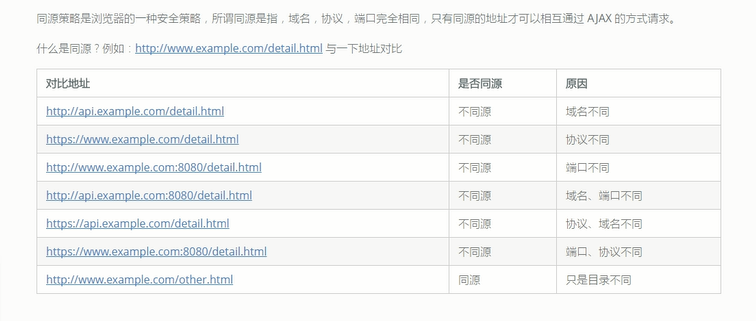 同源策略是浏览器的一种安全策略，所谓同源是指，域名，协议，端口完全相同，只有同源的地址才可以相互通过 AJAX 的方式请求。
什么是同源？例如：http://www.example.com/detail.html 与一下地址对比
对比地址 是否同源 原因
http://api.example.com/detail.html 不同源 域名不同
https://www.example.com/detail.html 不同源 协议不同
http://www.example.com:8080/detail.html 不同源 端口不同
http://api.example.com:8080/detail.html 不同源 域名、端口不同
https://api.example.com/detail.html 不同源 协议、域名不同
https://www.example.com:8080/detail.html 不同源 端口、协议不同
http://www.example.com/other.html 同源 只是目录不同